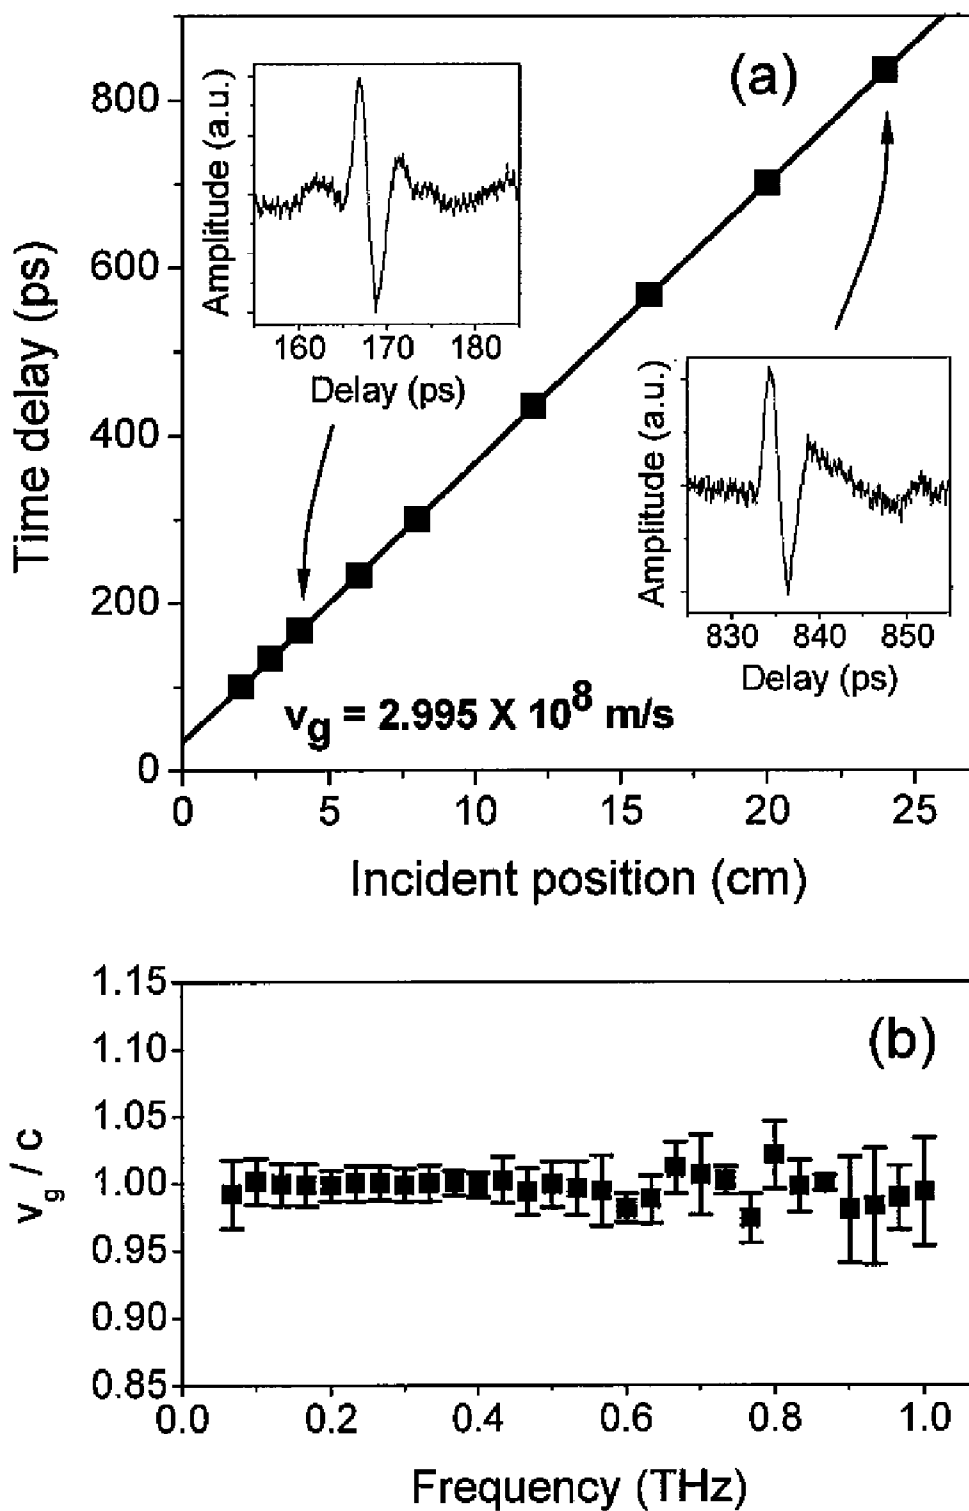 (a)
800
600
400
200
0
Time delay (ps)
Amplitude (a.u.)
160 170 180
Delay (ps)
Amplitude (a.u.)
830 840 850
Delay (ps)
v_g = 2.995 X 10^8 m/s
0 5 10 15 20 25
Incident position (cm)
(b)
1.15
1.10
1.05
1.00
0.95
0.90
0.85
v_g / c
0.0 0.2 0.4 0.6 0.8 1.0
Frequency (THz)